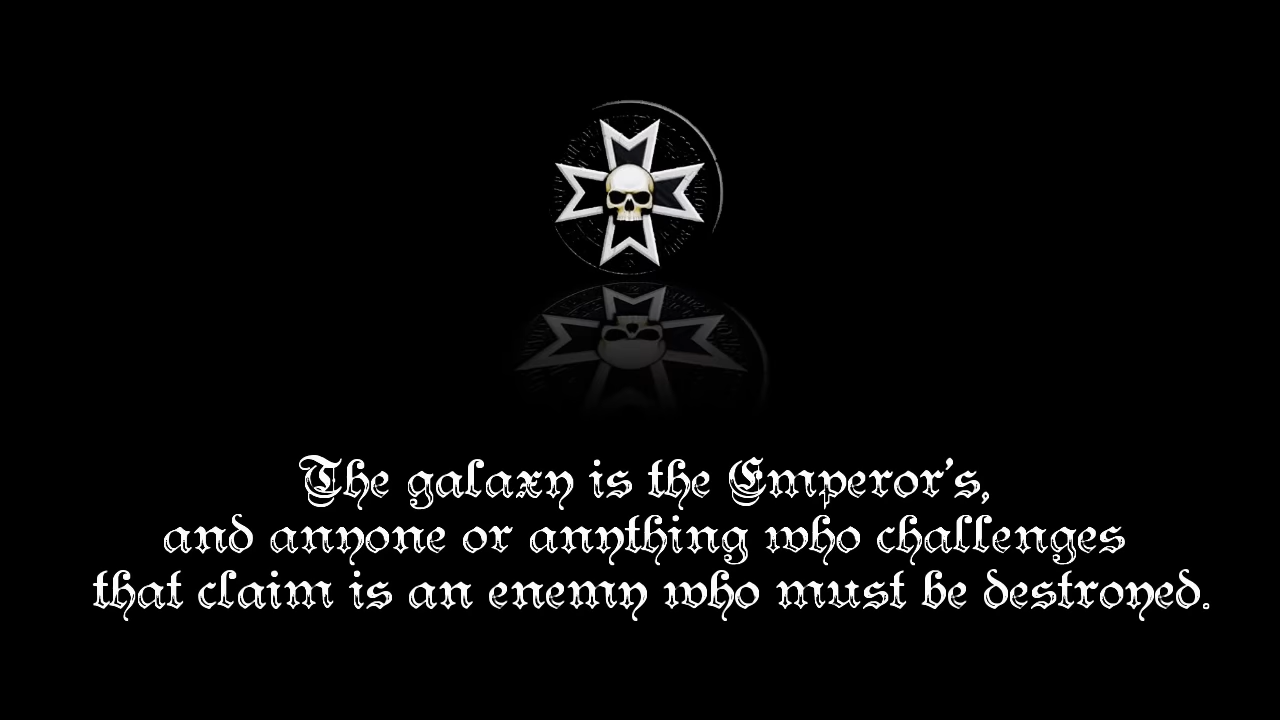 The galaxy is the Emperor's,
and anyone or anything who challenges
that claim is an enemy who must be destroyed.